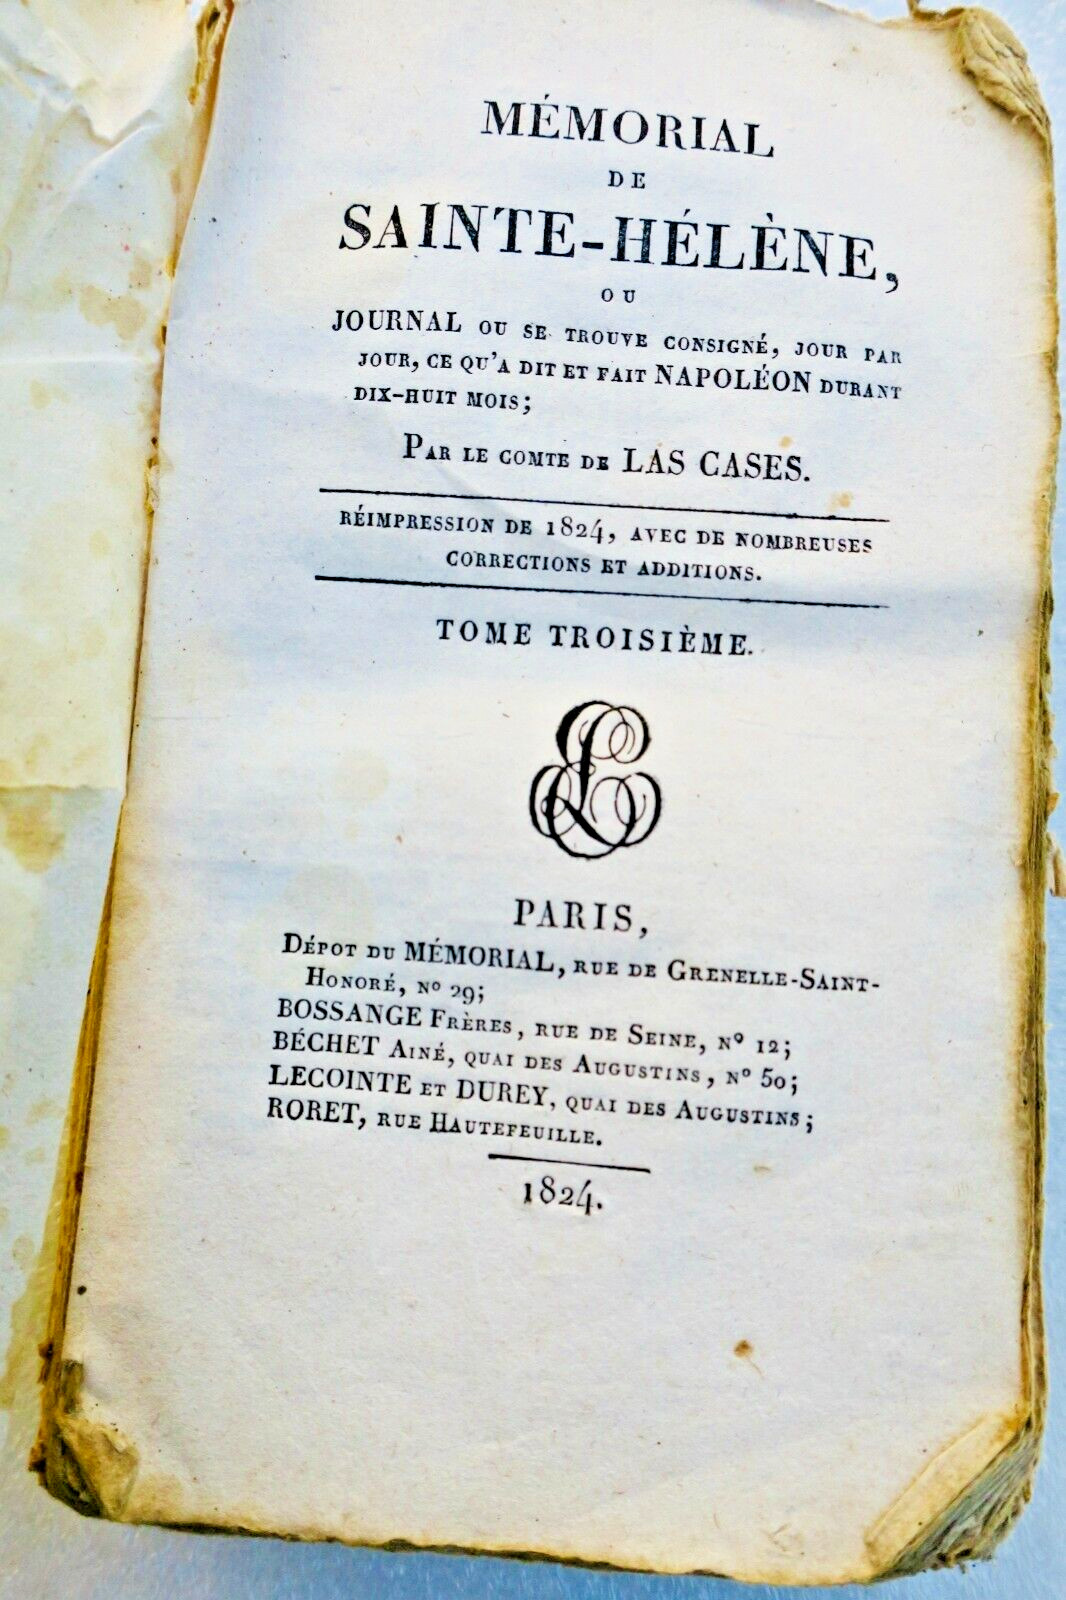 MÉMORIAL
DE
SAINTE-HÉLÈNE,
OU
JOURNAL OU SE TROUVE CONSIGNÉ, JOUR PAR
JOUR, CE QU'A DIT ET FAIT NAPOLÉON DURANT
DIX-HUIT MOIS;
PAR LE COMTE DE LAS CASES.
RÉIMPRESSION DE 1824, AVEC DE NOMBREUSES
CORRECTIONS ET ADDITIONS.
TOME TROISIÈME.
PARIS,
DÉPOT DU MÉMORIAL, RUE DE GRENELLE-SAINT-
HONORÉ, Nº 29;
BOSSANGE FRÈRES, RUE DE SEINE, Nº 12;
BÉCHET AINÉ, QUAI DES AUGUSTINS, Nº 50;
LECOINTE ET DUREY, QUAI DES AUGUSTINS;
RORET, RUE HAUTEFEUILLE.
1824.